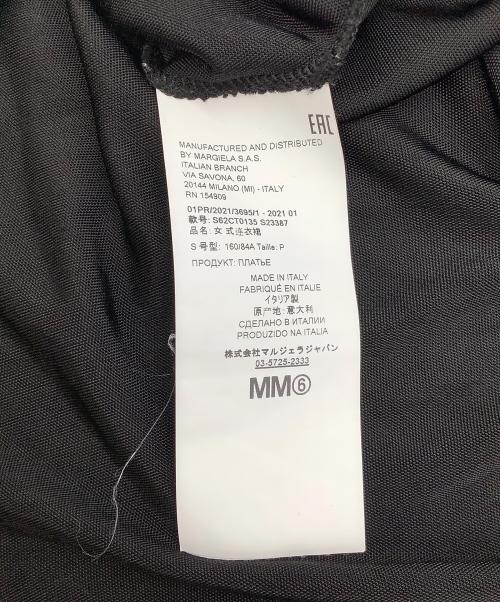 EAC
MANUFACTURED AND DISTRIBUTED
BY MARGIELA S.A.S.
ITALIAN BRANCH
VIA SAVONA, 60
20144 MILANO (MI) - ITALY
RN 154909
01PR/2021/3695/1 - 2021 01
款号: S62CT0135 S23387
品名: 女式连衣裙
S 号型: 160/84A Taille: P
ПРОДУКТ: ПЛАТЬЕ
MADE IN ITALY
FABRIQUÉ EN ITALIE
イタリア製
原产地: 意大利
СДЕЛАНО В ИТАЛИИ
PRODUZIDO NA ITALIA
株式会社マルジェラジャパン
03-5725-2333
MM⑥